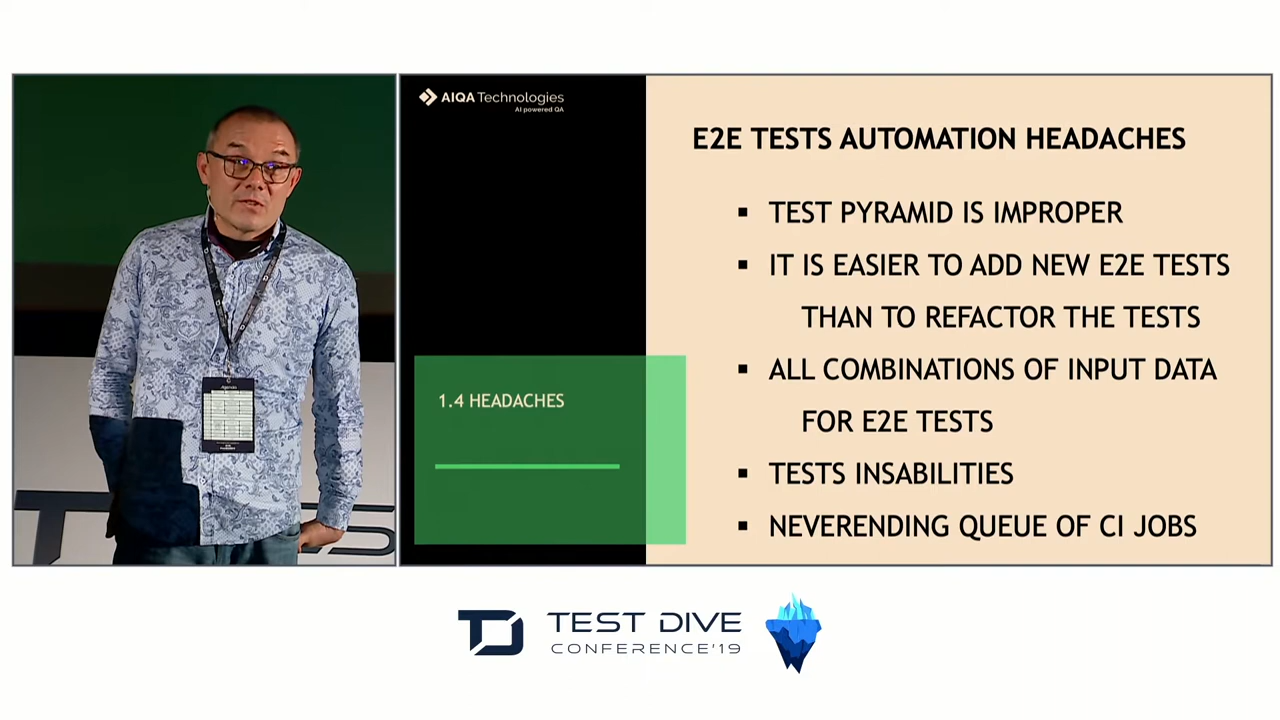 AIQA Technologies
AI powered QA
E2E TESTS AUTOMATION HEADACHES
▪ TEST PYRAMID IS IMPROPER
▪ IT IS EASIER TO ADD NEW E2E TESTS
THAN TO REFACTOR THE TESTS
▪ ALL COMBINATIONS OF INPUT DATA
FOR E2E TESTS
▪ TESTS INSABILITIES
▪ NEVERENDING QUEUE OF CI JOBS
1.4 HEADACHES
Agenda
TD TEST DIVE
CONFERENCE'19